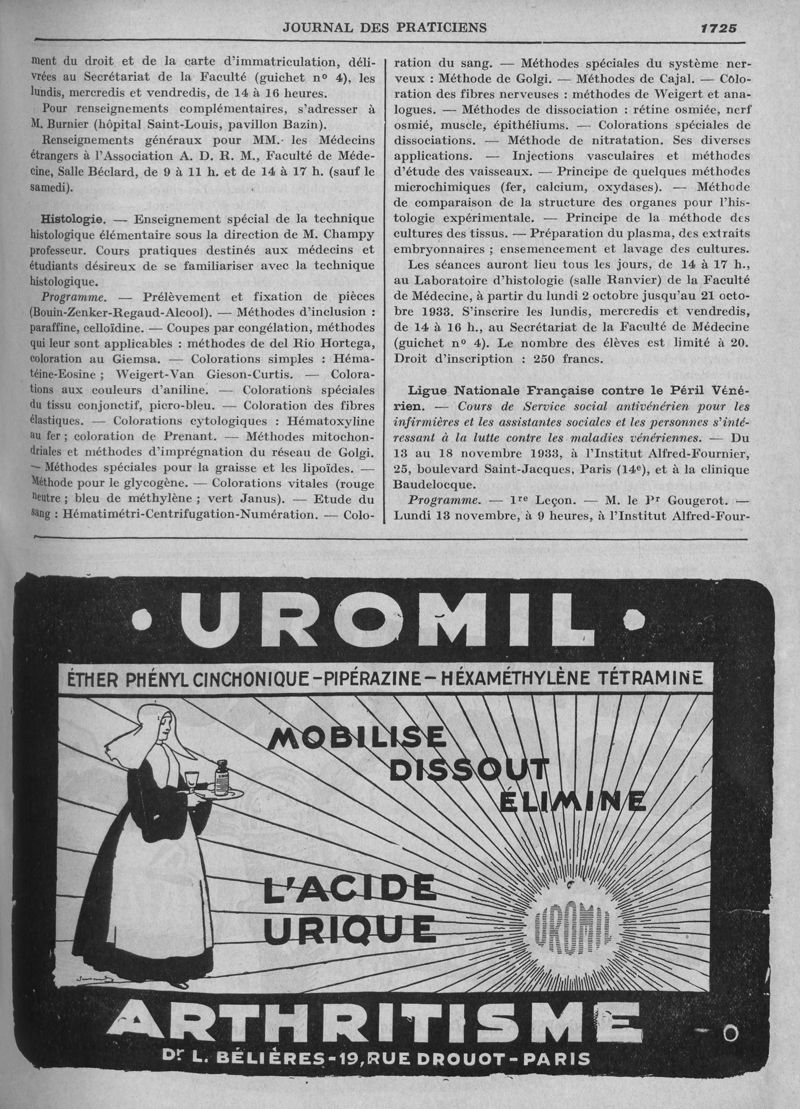 JOURNAL DES PRATICIENS 1725
ment du droit et de la carte d'immatriculation, déli-
vrées au Secrétariat de la Faculté (guichet nº 4), les
lundis, mercredis et vendredis, de 14 à 16 heures.
Pour renseignements complémentaires, s'adresser à
M. Burnier (hôpital Saint-Louis, pavillon Bazin).
Renseignements généraux pour MM. les Médecins
étrangers à l'Association A. D. R. M., Faculté de Méde-
cine, Salle Béclard, de 9 à 11 h. et de 14 à 17 h. (sauf le
samedi).
Histologie. — Enseignement spécial de la technique
histologique élémentaire sous la direction de M. Champy
professeur. Cours pratiques destinés aux médecins et
étudiants désireux de se familiariser avec la technique
histologique.
Programme. — Prélèvement et fixation de pièces
(Bouin-Zenker-Regaud-Alcool). — Méthodes d'inclusion :
paraffine, celloïdine. — Coupes par congélation, méthodes
qui leur sont applicables : méthodes de del Rio Hortega,
coloration au Giemsa. — Colorations simples : Héma-
téine-Eosine ; Weigert-Van Gieson-Curtis. — Colora-
tions aux couleurs d'aniline. — Colorations spéciales
du tissu conjonctif, picro-bleu. — Coloration des fibres
élastiques. — Colorations cytologiques : Hématoxyline
au fer ; coloration de Prenant. — Méthodes mitochon-
driales et méthodes d'imprégnation du réseau de Golgi.
— Méthodes spéciales pour la graisse et les lipoïdes. —
Méthode pour le glycogène. — Colorations vitales (rouge
neutre ; bleu de méthylène ; vert Janus). — Etude du
sang : Hématimétri-Centrifugation-Numération. — Colo-
ration du sang. — Méthodes spéciales du système ner-
veux : Méthode de Golgi. — Méthodes de Cajal. — Colo-
ration des fibres nerveuses : méthodes de Weigert et ana-
logues. — Méthodes de dissociation : rétine osmiée, nerf
osmié, muscle, épithéliums. — Colorations spéciales de
dissociations. — Méthode de nitratation. Ses diverses
applications. — Injections vasculaires et méthodes
d'étude des vaisseaux. — Principe de quelques méthodes
microchimiques (fer, calcium, oxydases). — Méthode
de comparaison de la structure des organes pour l'his-
tologie expérimentale. — Principe de la méthode des
cultures des tissus. — Préparation du plasma, des extraits
embryonnaires ; ensemencement et lavage des cultures.
Les séances auront lieu tous les jours, de 14 à 17 h.,
au Laboratoire d'histologie (salle Ranvier) de la Faculté
de Médecine, à partir du lundi 2 octobre jusqu'au 21 octo-
bre 1933. S'inscrire les lundis, mercredis et vendredis,
de 14 à 16 h., au Secrétariat de la Faculté de Médecine
(guichet nº 4). Le nombre des élèves est limité à 20.
Droit d'inscription : 250 francs.
Ligue Nationale Française contre le Péril Véné-
rien. — Cours de Service social antivénérien pour les
infirmières et les assistantes sociales et les personnes s'inté-
ressant à la lutte contre les maladies vénériennes. — Du
13 au 18 novembre 1933, à l'Institut Alfred-Fournier,
25, boulevard Saint-Jacques, Paris (14e), et à la clinique
Baudelocque.
Programme. — 1re Leçon. — M. le Pr Gougerot. —
Lundi 13 novembre, à 9 heures, à l'Institut Alfred-Four-
• UROMIL •
ÉTHER PHÉNYL CINCHONIQUE-PIPÉRAZINE-HÉXAMÉTHYLÈNE TÉTRAMINE
MOBILISE
DISSOUT
ÉLIMINE
L'ACIDE
URIQUE
UROMIL
ARTHRITISME
Dr L. BÉLIÈRES-19, RUE DROUOT-PARIS